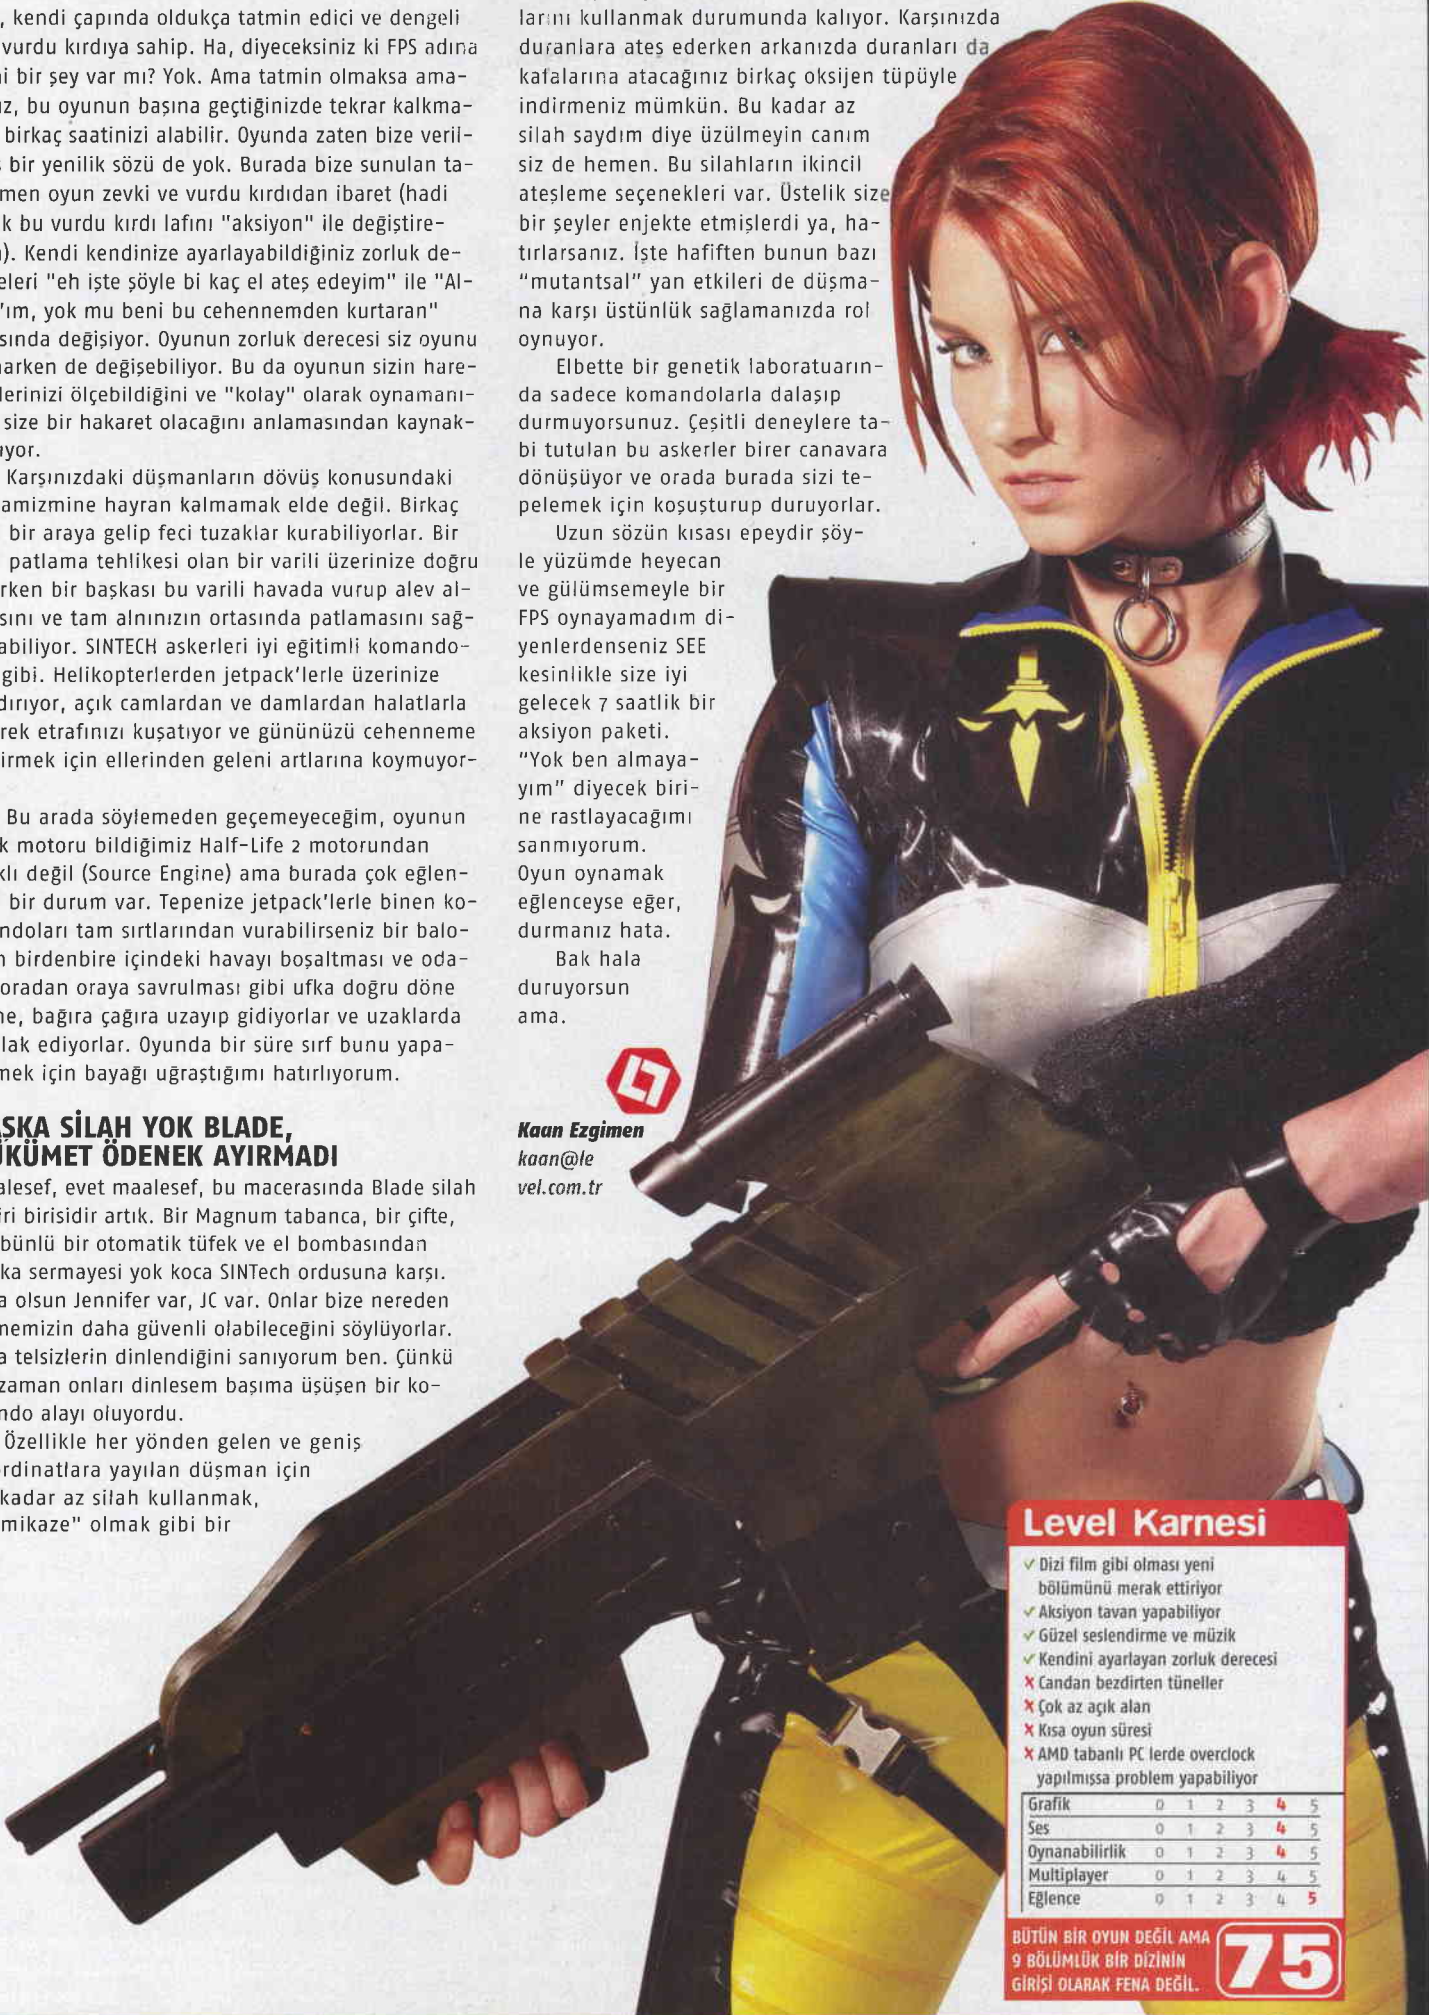 , kendi çapında oldukça tatmin edici ve dengeli
vurdu kırdıya sahip. Ha, diyeceksiniz ki FPS adına
bir şey var mı? Yok. Ama tatmin olmaksa ama-
bu oyunun başına geçtiğinizde tekrar kalkma-
birkaç saatinizi alabilir. Oyunda zaten bize veril-
bir yenilik sözü de yok. Burada bize sunulan ta-
men oyun zevki ve vurdu kırdıdan ibaret (hadi
k bu vurdu kırdı lafını "aksiyon" ile değiştire-
). Kendi kendinize ayarlayabildiğiniz zorluk de-
eleri "eh işte şöyle bi kaç el ateş edeyim" ile "Al-
'ım, yok mu beni bu cehennemden kurtaran"
sında değişiyor. Oyunun zorluk derecesi siz oyunu
arken de değişebiliyor. Bu da oyunun sizin hare-
lerinizi ölçebildiğini ve "kolay" olarak oynamanı-
size bir hakaret olacağını anlamasından kaynak-
ıyor.
Karşınızdaki düşmanların dövüş konusundaki
amizmine hayran kalmamak elde değil. Birkaç
bir araya gelip feci tuzaklar kurabiliyorlar. Bir
patlama tehlikesi olan bir varili üzerinize doğru
rken bir başkası bu varili havada vurup alev al-
sını ve tam alnınızın ortasında patlamasını sağ-
abiliyor. SINTECH askerleri iyi eğitimli komando-
gibi. Helikopterlerden jetpack'lerle üzerinize
dırıyor, açık camlardan ve damlardan halatlarla
rek etrafınızı kuşatıyor ve gününüzü cehenneme
irmek için ellerinden geleni artlarına koymuyor-
Bu arada söylemeden geçemeyeceğim, oyunun
k motoru bildiğimiz Half-Life 2 motorundan
klı değil (Source Engine) ama burada çok eğlen-
bir durum var. Tepenize jetpack'lerle binen ko-
ndoları tam sırtlarından vurabilirseniz bir balo-
n birdenbire içindeki havayı boşaltması ve oda-
oradan oraya savrulması gibi ufka doğru döne
ne, bağıra çağıra uzayıp gidiyorlar ve uzaklarda
lak ediyorlar. Oyunda bir süre sırf bunu yapa-
mek için bayağı uğraştığımı hatırlıyorum.
ŞKA SİLAH YOK BLADE,
KÜMET ÖDENEK AYIRMADI
alesef, evet maalesef, bu macerasında Blade silah
iri birisidir artık. Bir Magnum tabanca, bir çifte,
bünlü bir otomatik tüfek ve el bombasından
ka sermayesi yok koca SINTech ordusuna karşı.
a olsun Jennifer var, JC var. Onlar bize nereden
memizin daha güvenli olabileceğini söylüyorlar.
a telsizlerin dinlendiğini sanıyorum ben. Çünkü
zaman onları dinlesem başıma üşüşen bir ko-
ndo alayı oluyordu.
Özellikle her yönden gelen ve geniş
rdinatlara yayılan düşman için
kadar az silah kullanmak,
mikaze" olmak gibi bir
larını kullanmak durumunda kalıyor. Karşınızda
duranlara ateş ederken arkanızda duranları da
kafalarına atacağınız birkaç oksijen tüpüyle
indirmeniz mümkün. Bu kadar az
silah saydım diye üzülmeyin canım
siz de hemen. Bu silahların ikincil
ateşleme seçenekleri var. Üstelik size
bir şeyler enjekte etmişlerdi ya, ha-
tırlarsanız. İşte hafiften bunun bazı
"mutantsal" yan etkileri de düşma-
na karşı üstünlük sağlamanızda rol
oynuyor.
Elbette bir genetik laboratuarın-
da sadece komandolarla dalaşıp
durmuyorsunuz. Çeşitli deneylere ta-
bi tutulan bu askerler birer canavara
dönüşüyor ve orada burada sizi te-
pelemek için koşuşturup duruyorlar.
Uzun sözün kısası epeydir şöy-
le yüzümde heyecan
ve gülümsemeyle bir
FPS oynayamadım di-
yenlerdenseniz SEE
kesinlikle size iyi
gelecek 7 saatlik bir
aksiyon paketi.
"Yok ben almaya-
yım" diyecek biri-
ne rastlayacağımı
sanmıyorum.
Oyun oynamak
eğlenceyse eğer,
durmanız hata.
Bak hala
duruyorsun
ama.
Kaan Ezgimen
kaan@le
vel.com.tr
Level Karnesi
✓ Dizi film gibi olması yeni
bölümünü merak ettiriyor
✓ Aksiyon tavan yapabiliyor
✓ Güzel seslendirme ve müzik
✓ Kendini ayarlayan zorluk derecesi
✗ Candan bezdirten tüneller
✗ Çok az açık alan
✗ Kısa oyun süresi
✗ AMD tabanlı PC lerde overclock
yapılmışsa problem yapabiliyor
Grafik 0 1 2 3 4 5
Ses 0 1 2 3 4 5
Oynanabilirlik 0 1 2 3 4 5
Multiplayer 0 1 2 3 4 5
Eğlence 0 1 2 3 4 5
BÜTÜN BİR OYUN DEĞİL AMA
9 BÖLÜMLÜK BİR DİZİNİN
GİRİŞİ OLARAK FENA DEĞİL.
75